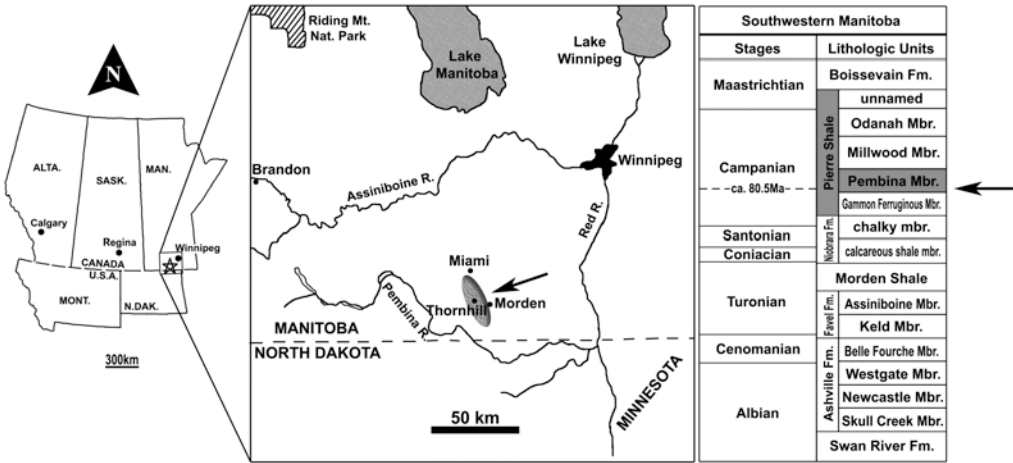 N
ALTA.
SASK.
MAN.
Calgary
Regina
Winnipeg
CANADA
U.S.A.
MONT.
N.DAK.
300km
Riding Mt.
Nat. Park
Lake
Manitoba
Lake
Winnipeg
Winnipeg
Brandon
Assiniboine R.
Red R.
Miami
Thornhill
Morden
Pembina R.
MANITOBA
NORTH DAKOTA
MINNESOTA
50 km
Southwestern Manitoba
Stages
Lithologic Units
Maastrichtian
Campanian
ca. 80.5Ma
Santonian
Coniacian
Turonian
Cenomanian
Albian
Boissevain Fm.
Pierre Shale
unnamed
Odanah Mbr.
Millwood Mbr.
Pembina Mbr.
Gammon Ferruginous Mbr.
Niobrara Fm.
chalky mbr.
calcareous shale mbr.
Morden Shale
Favel Fm.
Assiniboine Mbr.
Keld Mbr.
Ashville Fm.
Belle Fourche Mbr.
Westgate Mbr.
Newcastle Mbr.
Skull Creek Mbr.
Swan River Fm.